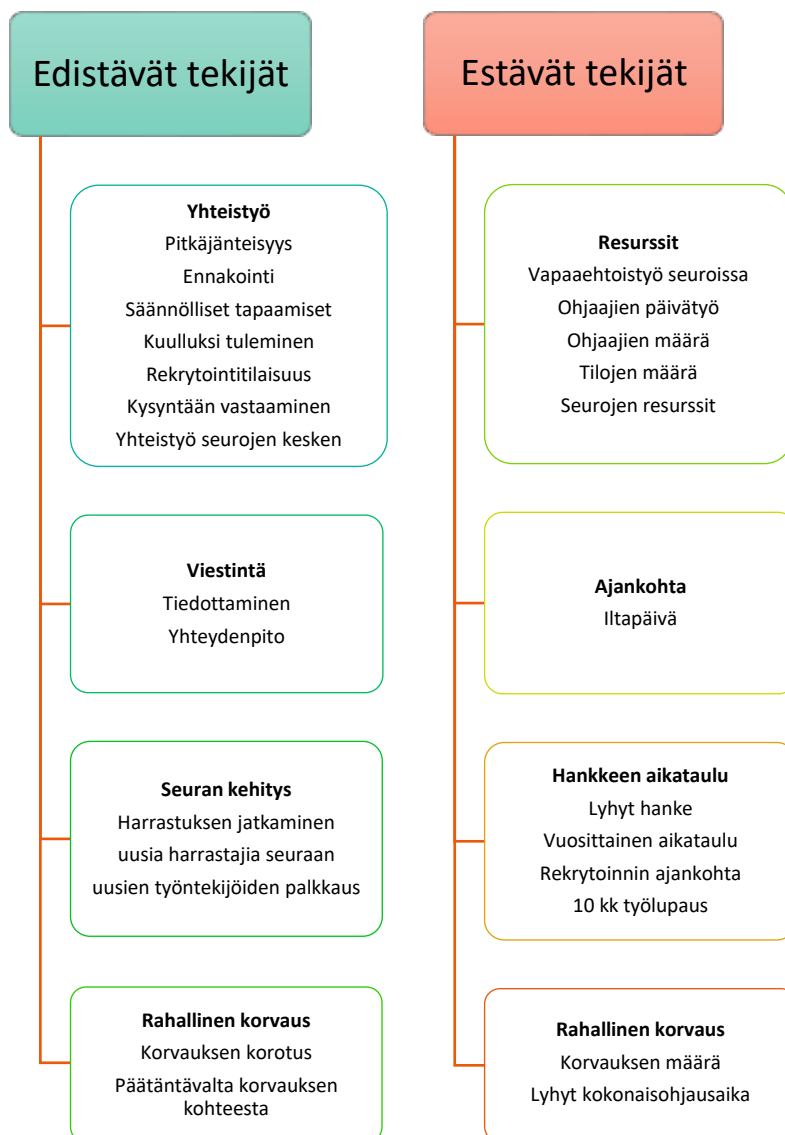 Edistävät tekijät
Yhteistyö
Pitkäjänteisyys
Ennakointi
Säännölliset tapaamiset
Kuulluksi tuleminen
Rekrytointitilaisuus
Kysyntään vastaaminen
Yhteistyö seurojen kesken
Viestintä
Tiedottaminen
Yhteydenpito
Seuran kehitys
Harrastuksen jatkaminen
uusia harrastajia seuraan
uusien työntekijöiden palkkaus
Rahallinen korvaus
Korvauksen korotus
Päätäntävalta korvauksen
kohteesta
Estävät tekijät
Resurssit
Vapaaehtoistyö seuroissa
Ohjaajien päivätyö
Ohjaajien määrä
Tilojen määrä
Seurojen resurssit
Ajankohta
Iltapäivä
Hankkeen aikataulu
Lyhyt hanke
Vuosittainen aikataulu
Rekrytoinnin ajankohta
10 kk työlupaus
Rahallinen korvaus
Korvauksen määrä
Lyhyt kokonaisohjausaika